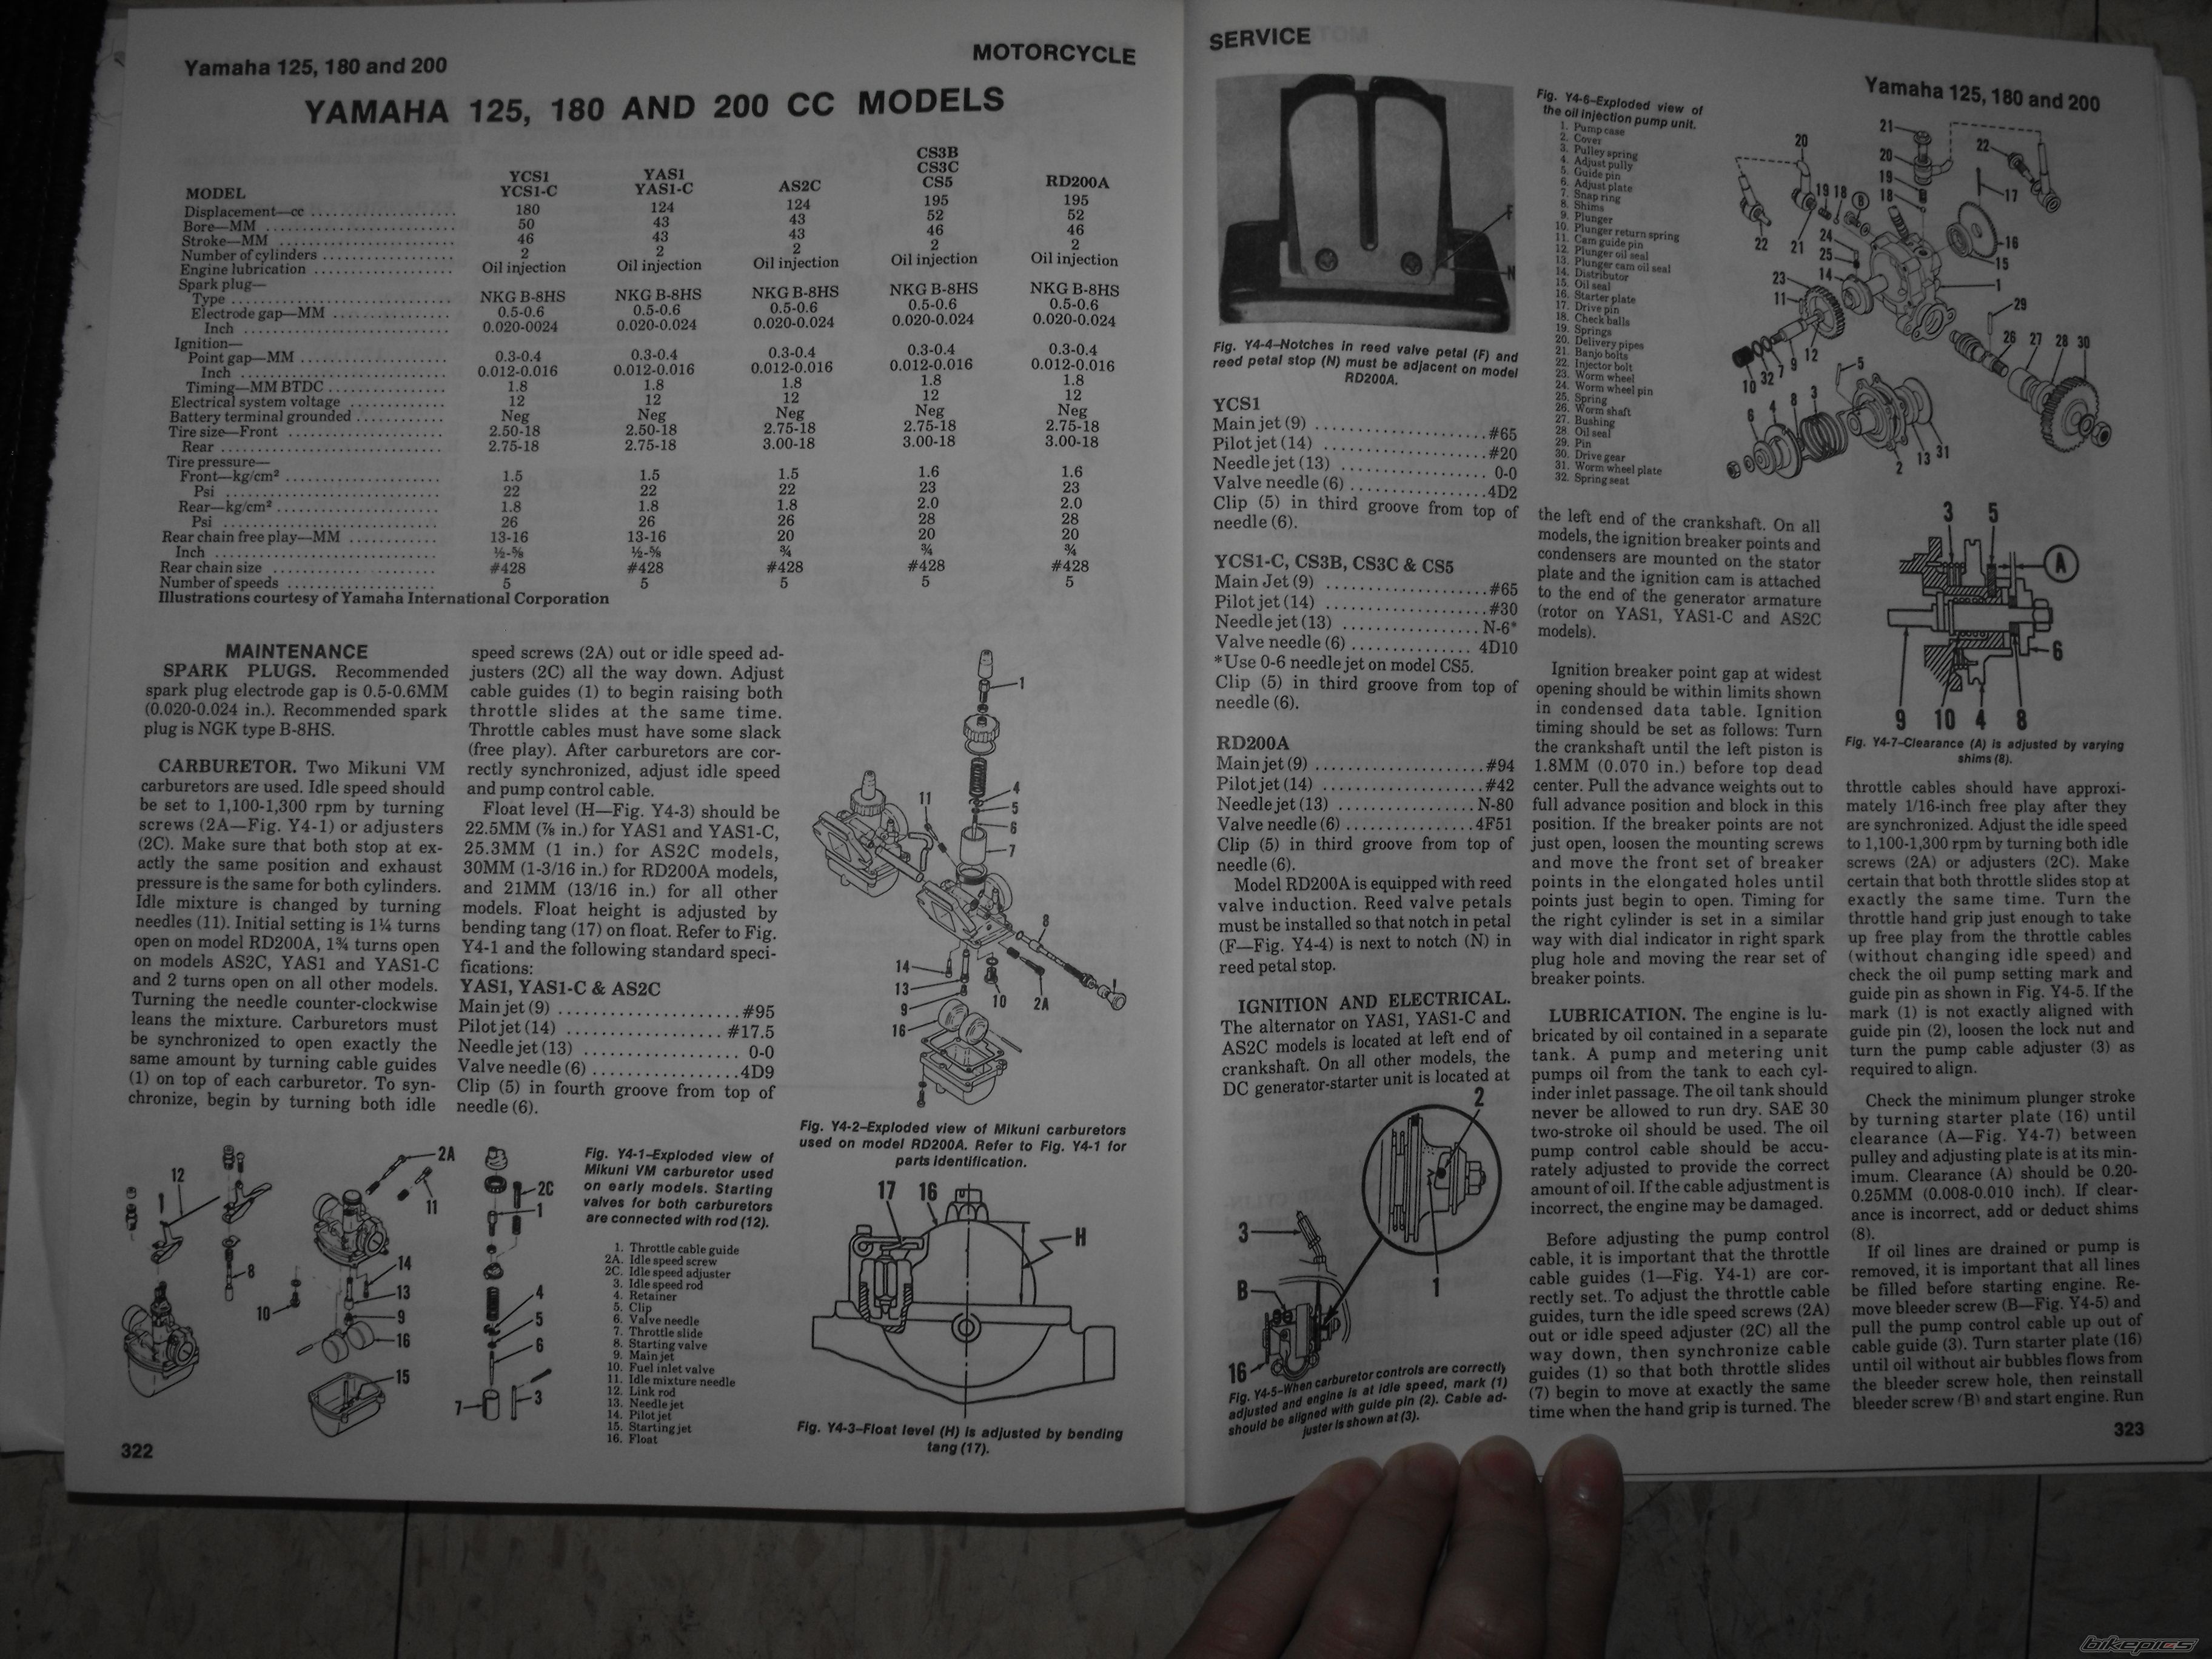 Yamaha 125, 180 and 200
MOTORCYCLE
YAMAHA 125, 180 AND 200 CC MODELS
CS3B
CS3C
YCS1 YAS1 CS5
MODEL YCS1-C YAS1-C AS2C RD200A
Displacement—cc 180 124 124 195 195
Bore—MM 50 43 43 52 52
Stroke—MM 46 43 43 46 46
Number of cylinders 2 2 2 2 2
Engine lubrication Oil injection Oil injection Oil injection Oil injection Oil injection
Spark plug—
Type NKG B-8HS NKG B-8HS NKG B-8HS NKG B-8HS NKG B-8HS
Electrode gap—MM 0.5-0.6 0.5-0.6 0.5-0.6 0.5-0.6 0.5-0.6
Inch 0.020-0024 0.020-0.024 0.020-0.024 0.020-0.024 0.020-0.024
Ignition—
Point gap—MM 0.3-0.4 0.3-0.4 0.3-0.4 0.3-0.4 0.3-0.4
Inch 0.012-0.016 0.012-0.016 0.012-0.016 0.012-0.016 0.012-0.016
Timing—MM BTDC 1.8 1.8 1.8 1.8 1.8
Electrical system voltage 12 12 12 12 12
Battery terminal grounded Neg Neg Neg Neg Neg
Tire size—Front 2.50-18 2.50-18 2.75-18 2.75-18 2.75-18
Rear 2.75-18 2.75-18 3.00-18 3.00-18 3.00-18
Tire pressure—
Front—kg/cm² 1.5 1.5 1.5 1.6 1.6
Psi 22 22 22 23 23
Rear—kg/cm² 1.8 1.8 1.8 2.0 2.0
Psi 26 26 26 28 28
Rear chain free play—MM 13-16 13-16 20 20 20
Inch ½-⅝ ½-⅝ ¾ ¾ ¾
Rear chain size #428 #428 #428 #428 #428
Number of speeds 5 5 5 5 5
Illustrations courtesy of Yamaha International Corporation
MAINTENANCE
SPARK PLUGS. Recommended
spark plug electrode gap is 0.5-0.6MM
(0.020-0.024 in.). Recommended spark
plug is NGK type B-8HS.
CARBURETOR. Two Mikuni VM
carburetors are used. Idle speed should
be set to 1,100-1,300 rpm by turning
screws (2A—Fig. Y4-1) or adjusters
(2C). Make sure that both stop at ex-
actly the same position and exhaust
pressure is the same for both cylinders.
Idle mixture is changed by turning
needles (11). Initial setting is 1¼ turns
open on model RD200A, 1¾ turns open
on models AS2C, YAS1 and YAS1-C
and 2 turns open on all other models.
Turning the needle counter-clockwise
leans the mixture. Carburetors must
be synchronized to open exactly the
same amount by turning cable guides
(1) on top of each carburetor. To syn-
chronize, begin by turning both idle
speed screws (2A) out or idle speed ad-
justers (2C) all the way down. Adjust
cable guides (1) to begin raising both
throttle slides at the same time.
Throttle cables must have some slack
(free play). After carburetors are cor-
rectly synchronized, adjust idle speed
and pump control cable.
Float level (H—Fig. Y4-3) should be
22.5MM (⅞ in.) for YAS1 and YAS1-C,
25.3MM (1 in.) for AS2C models,
30MM (1-3/16 in.) for RD200A models,
and 21MM (13/16 in.) for all other
models. Float height is adjusted by
bending tang (17) on float. Refer to Fig.
Y4-1 and the following standard speci-
fications:
YAS1, YAS1-C & AS2C
Main jet (9) #95
Pilot jet (14) #17.5
Needle jet (13) 0-0
Valve needle (6) 4D9
Clip (5) in fourth groove from top of
needle (6).
1
4
5
6
7
11
8
14
13
9
16
10
2A
Fig. Y4-2–Exploded view of Mikuni carburetors
used on model RD200A. Refer to Fig. Y4-1 for
parts identification.
12
2A
11
8
10
14
13
9
16
15
2C
1
4
5
6
7
3
Fig. Y4-1–Exploded view of
Mikuni VM carburetor used
on early models. Starting
valves for both carburetors
are connected with rod (12).
1. Throttle cable guide
2A. Idle speed screw
2C. Idle speed adjuster
3. Idle speed rod
4. Retainer
5. Clip
6. Valve needle
7. Throttle slide
8. Starting valve
9. Main jet
10. Fuel inlet valve
11. Idle mixture needle
12. Link rod
13. Needle jet
14. Pilot jet
15. Starting jet
16. Float
17 16
H
Fig. Y4-3–Float level (H) is adjusted by bending
tang (17).
322
SERVICE
Yamaha 125, 180 and 200
F
N
Fig. Y4-4–Notches in reed valve petal (F) and
reed petal stop (N) must be adjacent on model
RD200A.
YCS1
Main jet (9) #65
Pilot jet (14) #20
Needle jet (13) 0-0
Valve needle (6) 4D2
Clip (5) in third groove from top of
needle (6).
YCS1-C, CS3B, CS3C & CS5
Main Jet (9) #65
Pilot jet (14) #30
Needle jet (13) N-6*
Valve needle (6) 4D10
*Use 0-6 needle jet on model CS5.
Clip (5) in third groove from top of
needle (6).
RD200A
Main jet (9) #94
Pilot jet (14) #42
Needle jet (13) N-80
Valve needle (6) 4F51
Clip (5) in third groove from top of
needle (6).
Model RD200A is equipped with reed
valve induction. Reed valve petals
must be installed so that notch in petal
(F—Fig. Y4-4) is next to notch (N) in
reed petal stop.
IGNITION AND ELECTRICAL.
The alternator on YAS1, YAS1-C and
AS2C models is located at left end of
crankshaft. On all other models, the
DC generator-starter unit is located at
2
3
1
B
16
Fig. Y4-5–When carburetor controls are correctly
adjusted and engine is at idle speed, mark (1)
should be aligned with guide pin (2). Cable ad-
juster is shown at (3).
Fig. Y4-6–Exploded view of
the oil injection pump unit.
1. Pump case
2. Cover
3. Pulley spring
4. Adjust pully
5. Guide pin
6. Adjust plate
7. Snap ring
8. Shims
9. Plunger
10. Plunger return spring
11. Cam guide pin
12. Plunger oil seal
13. Plunger cam oil seal
14. Distributor
15. Oil seal
16. Starter plate
17. Drive pin
18. Check balls
19. Springs
20. Delivery pipes
21. Banjo bolts
22. Injector bolt
23. Worm wheel
24. Worm wheel pin
25. Spring
26. Worm shaft
27. Bushing
28. Oil seal
29. Pin
30. Drive gear
31. Worm wheel plate
32. Spring seat
21
20
20
22
19
18
17
19 18
B
22
21
24
25
16
15
14
23
11
1
29
12
9
7
32
10
26 27 28 30
5
3
8
4
6
2
13 31
the left end of the crankshaft. On all
models, the ignition breaker points and
condensers are mounted on the stator
plate and the ignition cam is attached
to the end of the generator armature
(rotor on YAS1, YAS1-C and AS2C
models).
Ignition breaker point gap at widest
opening should be within limits shown
in condensed data table. Ignition
timing should be set as follows: Turn
the crankshaft until the left piston is
1.8MM (0.070 in.) before top dead
center. Pull the advance weights out to
full advance position and block in this
position. If the breaker points are not
just open, loosen the mounting screws
and move the front set of breaker
points in the elongated holes until
points just begin to open. Timing for
the right cylinder is set in a similar
way with dial indicator in right spark
plug hole and moving the rear set of
breaker points.
LUBRICATION. The engine is lu-
bricated by oil contained in a separate
tank. A pump and metering unit
pumps oil from the tank to each cyl-
inder inlet passage. The oil tank should
never be allowed to run dry. SAE 30
two-stroke oil should be used. The oil
pump control cable should be accu-
rately adjusted to provide the correct
amount of oil. If the cable adjustment is
incorrect, the engine may be damaged.
Before adjusting the pump control
cable, it is important that the throttle
cable guides (1—Fig. Y4-1) are cor-
rectly set. To adjust the throttle cable
guides, turn the idle speed screws (2A)
out or idle speed adjuster (2C) all the
way down, then synchronize cable
guides (1) so that both throttle slides
(7) begin to move at exactly the same
time when the hand grip is turned. The
3 5
A
6
9 10 4 8
Fig. Y4-7–Clearance (A) is adjusted by varying
shims (8).
throttle cables should have approxi-
mately 1/16-inch free play after they
are synchronized. Adjust the idle speed
to 1,100-1,300 rpm by turning both idle
screws (2A) or adjusters (2C). Make
certain that both throttle slides stop at
exactly the same time. Turn the
throttle hand grip just enough to take
up free play from the throttle cables
(without changing idle speed) and
check the oil pump setting mark and
guide pin as shown in Fig. Y4-5. If the
mark (1) is not exactly aligned with
guide pin (2), loosen the lock nut and
turn the pump cable adjuster (3) as
required to align.
Check the minimum plunger stroke
by turning starter plate (16) until
clearance (A—Fig. Y4-7) between
pulley and adjusting plate is at its min-
imum. Clearance (A) should be 0.20-
0.25MM (0.008-0.010 inch). If clear-
ance is incorrect, add or deduct shims
(8).
If oil lines are drained or pump is
removed, it is important that all lines
be filled before starting engine. Re-
move bleeder screw (B—Fig. Y4-5) and
pull the pump control cable up out of
cable guide (3). Turn starter plate (16)
until oil without air bubbles flows from
the bleeder screw hole, then reinstall
bleeder screw (B) and start engine. Run
323
bikepics